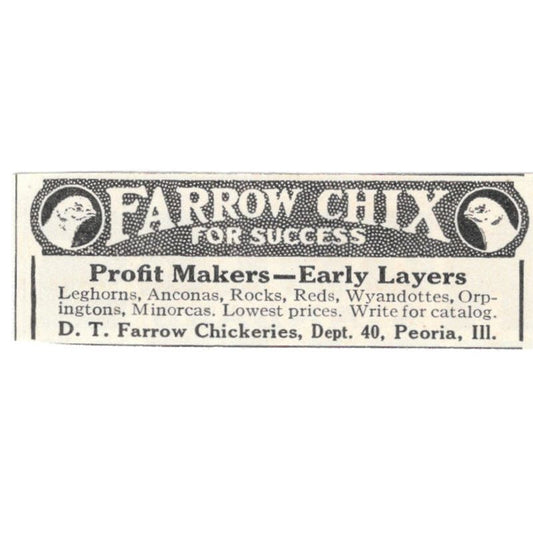 FARROW CHIX
FOR SUCCESS
Profit Makers—Early Layers
Leghorns, Anconas, Rocks, Reds, Wyandottes, Orp-
ingtons, Minorcas. Lowest prices. Write for catalog.
D. T. Farrow Chickeries, Dept. 40, Peoria, Ill.